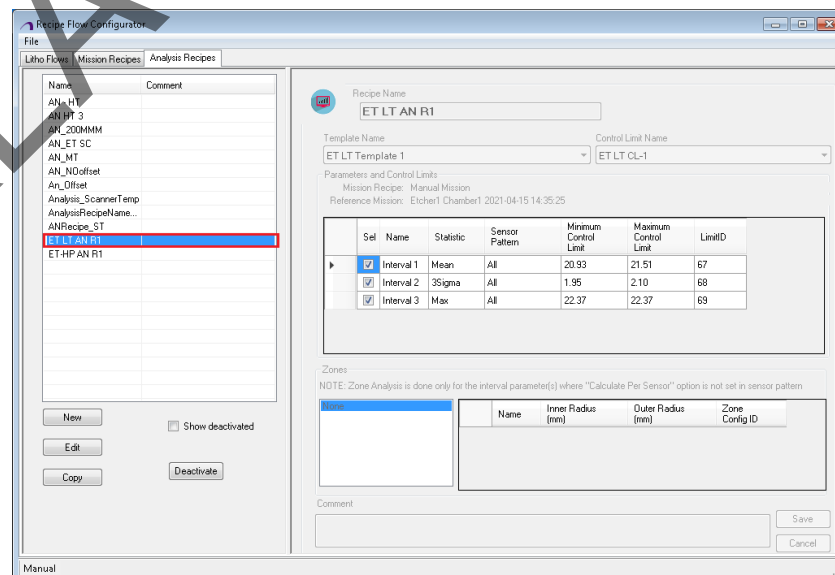 Recipe Flow Configurator
File
Litho Flows Mission Recipes Analysis Recipes
Name Comment
AN- HT
AN HT 3
AN_200MMM
AN_ET SC
AN_MT
AN_NOoffset
An_Offset
Analysis_ScannerTemp
AnalysisRecipeName...
ANRecipe_ST
ET LT AN R1
ET-HP AN R1
New
Show deactivated
Edit
Deactivate
Copy
Recipe Name
ET LT AN R1
Template Name Control Limit Name
ET LT Template 1 ET LT CL-1
Parameters and Control Limits
Mission Recipe: Manual Mission
Reference Mission: Etcher1 Chamber1 2021-04-15 14:35:25
Sel Name Statistic Sensor Pattern Minimum Control Limit Maximum Control Limit LimitID
Interval 1 Mean All 20.93 21.51 67
Interval 2 3Sigma All 1.95 2.10 68
Interval 3 Max All 22.37 22.37 69
Zones
NOTE: Zone Analysis is done only for the interval parameter(s) where "Calculate Per Sensor" option is not set in sensor pattern
None
Name Inner Radius (mm) Outer Radius (mm) Zone Config ID
Comment
Save
Cancel
Manual